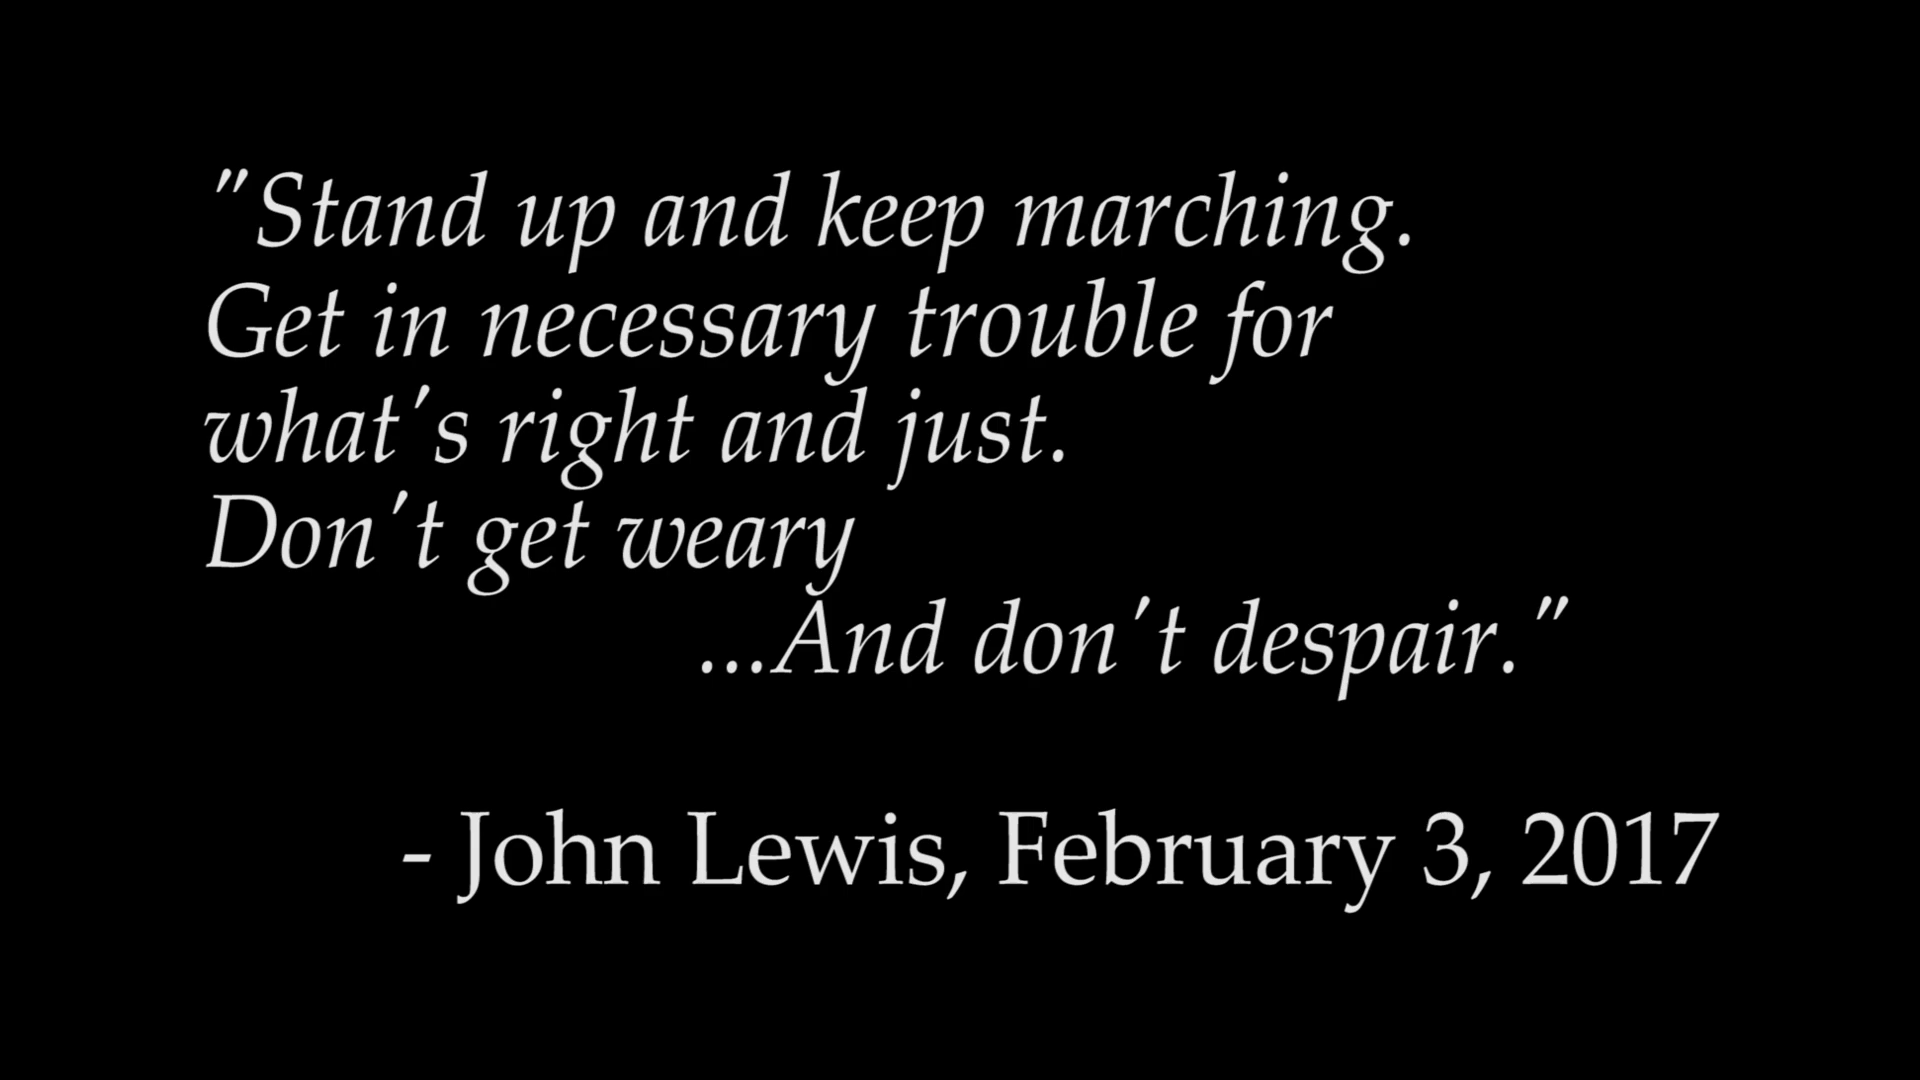 "Stand up and keep marching.
Get in necessary trouble for
what's right and just.
Don't get weary
...And don't despair."
- John Lewis, February 3, 2017